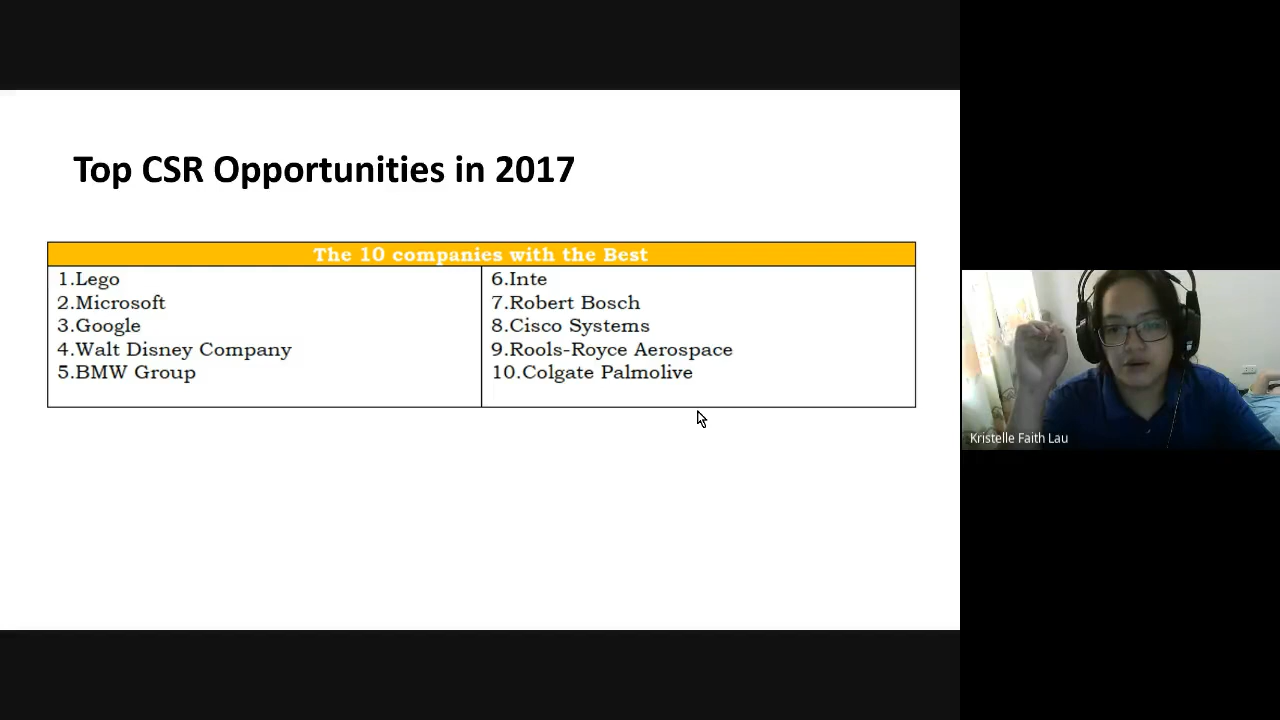 Top CSR Opportunities in 2017
The 10 companies with the Best
1.Lego
2.Microsoft
3.Google
4.Walt Disney Company
5.BMW Group
6.Inte
7.Robert Bosch
8.Cisco Systems
9.Rools-Royce Aerospace
10.Colgate Palmolive
Kristelle Faith Lau